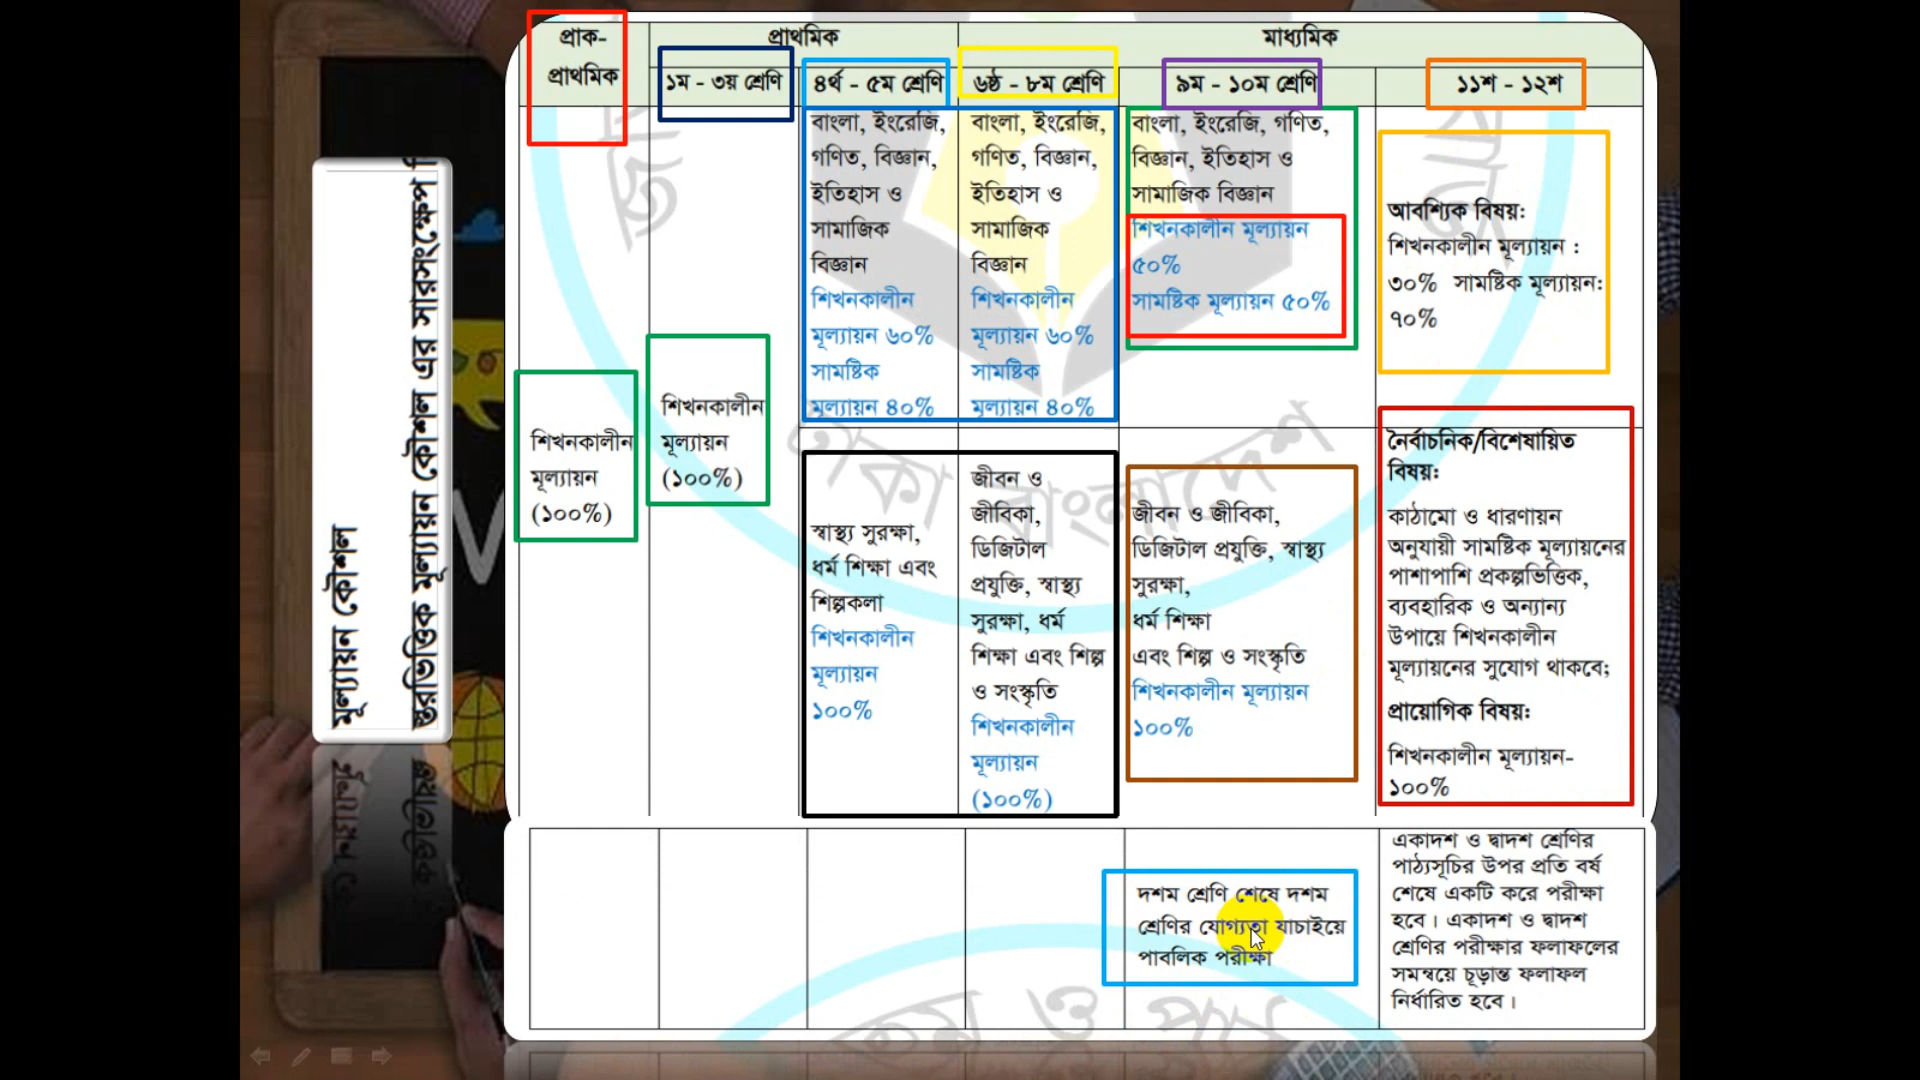 মূল্যায়ন কৌশল
স্তরভিত্তিক মূল্যায়ন কৌশল এর সারসংক্ষেপ
প্রাক-
প্রাথমিক
প্রাথমিক
মাধ্যমিক
১ম - ৩য় শ্রেণি
৪র্থ - ৫ম শ্রেণি
৬ষ্ঠ - ৮ম শ্রেণি
৯ম - ১০ম শ্রেণি
১১শ - ১২শ
শিখনকালীন
মূল্যায়ন
(১০০%)
শিখনকালীন
মূল্যায়ন
(১০০%)
বাংলা, ইংরেজি,
গণিত, বিজ্ঞান,
ইতিহাস ও
সামাজিক
বিজ্ঞান
শিখনকালীন
মূল্যায়ন ৬০%
সামষ্টিক
মূল্যায়ন ৪০%
বাংলা, ইংরেজি,
গণিত, বিজ্ঞান,
ইতিহাস ও
সামাজিক
বিজ্ঞান
শিখনকালীন
মূল্যায়ন ৬০%
সামষ্টিক
মূল্যায়ন ৪০%
বাংলা, ইংরেজি, গণিত,
বিজ্ঞান, ইতিহাস ও
সামাজিক বিজ্ঞান
শিখনকালীন মূল্যায়ন
৫০%
সামষ্টিক মূল্যায়ন ৫০%
আবশ্যিক বিষয়:
শিখনকালীন মূল্যায়ন :
৩০% সামষ্টিক মূল্যায়ন:
৭০%
স্বাস্থ্য সুরক্ষা,
ধর্ম শিক্ষা এবং
শিল্পকলা
শিখনকালীন
মূল্যায়ন
১০০%
জীবন ও
জীবিকা,
ডিজিটাল
প্রযুক্তি, স্বাস্থ্য
সুরক্ষা, ধর্ম
শিক্ষা এবং শিল্প
ও সংস্কৃতি
শিখনকালীন
মূল্যায়ন
(১০০%)
জীবন ও জীবিকা,
ডিজিটাল প্রযুক্তি, স্বাস্থ্য
সুরক্ষা,
ধর্ম শিক্ষা
এবং শিল্প ও সংস্কৃতি
শিখনকালীন মূল্যায়ন
১০০%
নৈর্বাচনিক/বিশেষায়িত
বিষয়:
কাঠামো ও ধারণায়ন
অনুযায়ী সামষ্টিক মূল্যায়নের
পাশাপাশি প্রকল্পভিত্তিক,
ব্যবহারিক ও অন্যান্য
উপায়ে শিখনকালীন
মূল্যায়নের সুযোগ থাকবে;
প্রায়োগিক বিষয়:
শিখনকালীন মূল্যায়ন-
১০০%
দশম শ্রেণি শেষে দশম
শ্রেণির যোগ্যতা যাচাইয়ে
পাবলিক পরীক্ষা
একাদশ ও দ্বাদশ শ্রেণির
পাঠ্যসূচির উপর প্রতি বর্ষ
শেষে একটি করে পরীক্ষা
হবে। একাদশ ও দ্বাদশ
শ্রেণির পরীক্ষার ফলাফলের
সমন্বয়ে চূড়ান্ত ফলাফল
নির্ধারিত হবে।